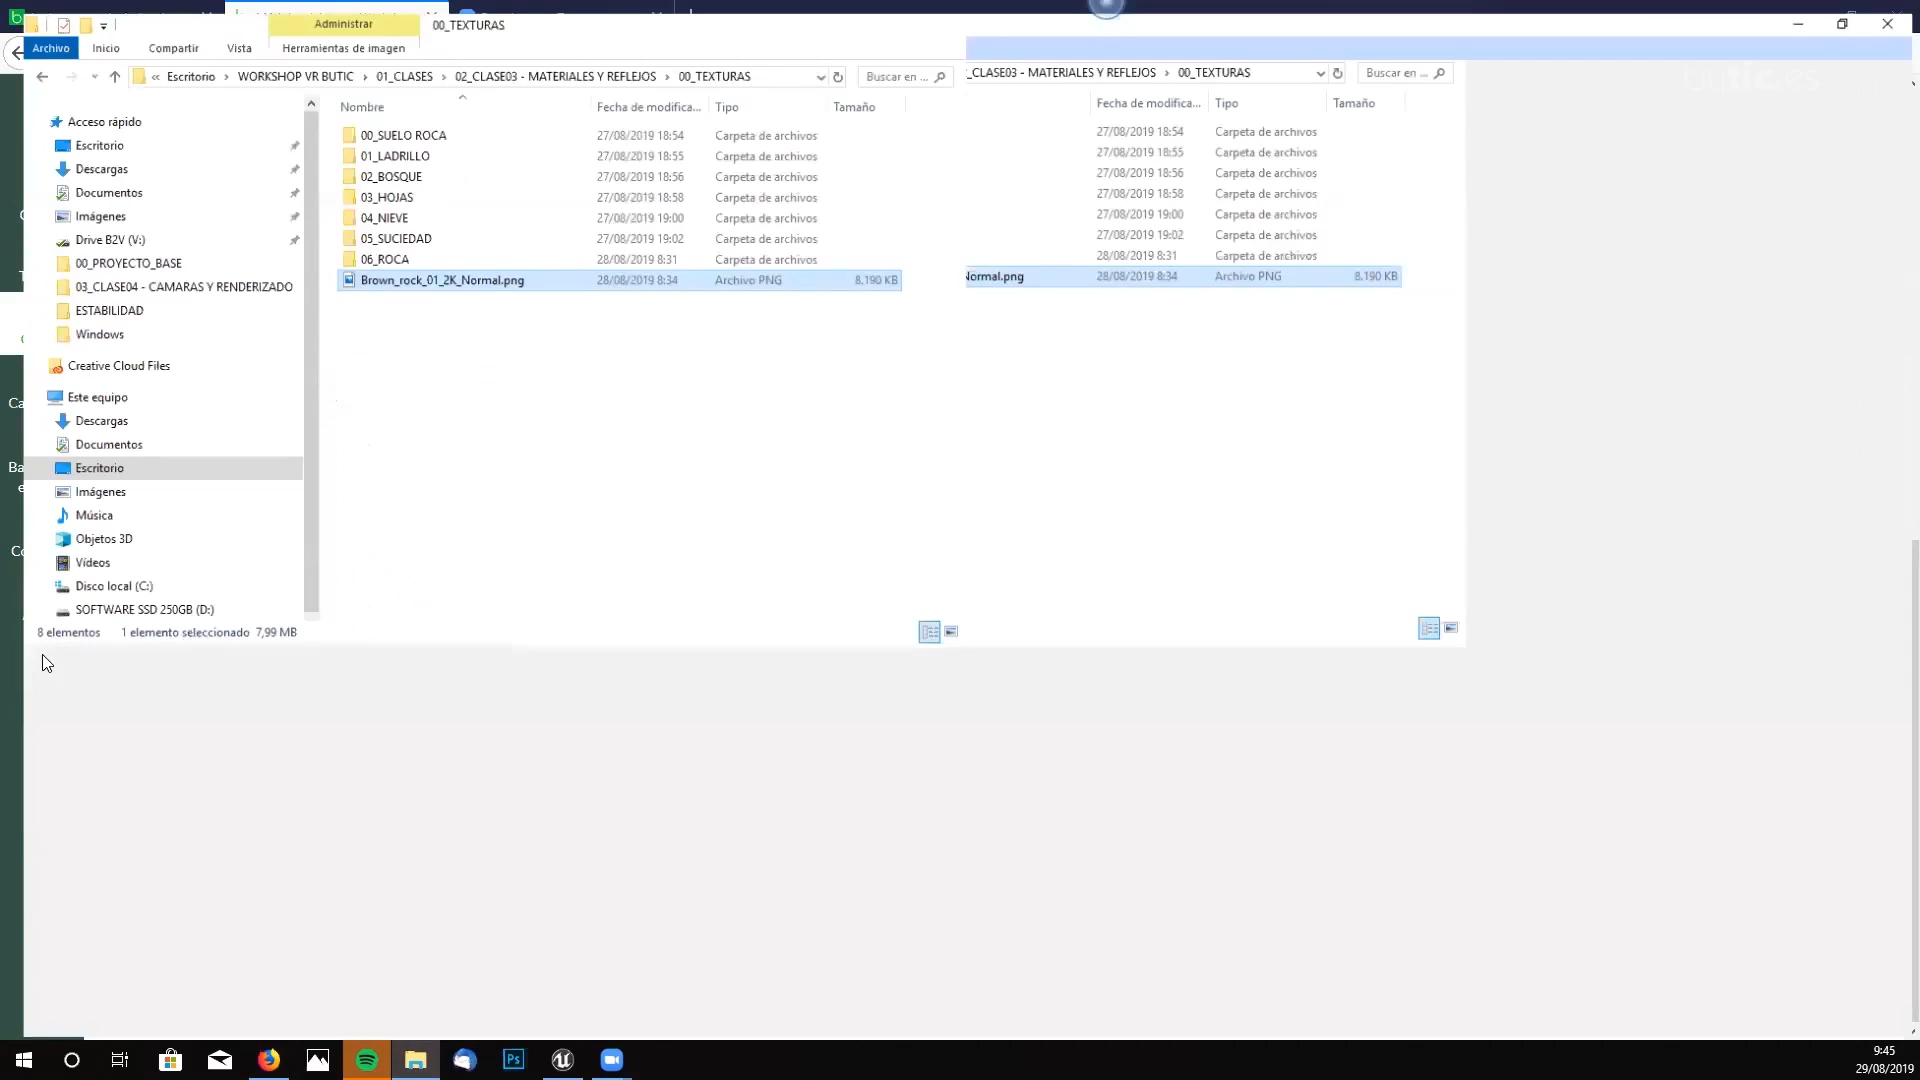 Administrar
00_TEXTURAS
Archivo
Inicio
Compartir
Vista
Herramientas de imagen
« Escritorio > WORKSHOP VR BUTIC > 01_CLASES > 02_CLASE03 - MATERIALES Y REFLEJOS > 00_TEXTURAS
Buscar en ...
_CLASE03 - MATERIALES Y REFLEJOS > 00_TEXTURAS
Buscar en ...
butic.es
Nombre
Fecha de modifica...
Tipo
Tamaño
Fecha de modifica...
Tipo
Tamaño
Acceso rápido
Escritorio
Descargas
Documentos
Imágenes
Drive B2V (V:)
00_PROYECTO_BASE
03_CLASE04 - CAMARAS Y RENDERIZADO
ESTABILIDAD
Windows
Creative Cloud Files
Este equipo
Descargas
Documentos
Escritorio
Imágenes
Música
Objetos 3D
Vídeos
Disco local (C:)
SOFTWARE SSD 250GB (D:)
00_SUELO ROCA 27/08/2019 18:54 Carpeta de archivos
01_LADRILLO 27/08/2019 18:55 Carpeta de archivos
02_BOSQUE 27/08/2019 18:56 Carpeta de archivos
03_HOJAS 27/08/2019 18:58 Carpeta de archivos
04_NIEVE 27/08/2019 19:00 Carpeta de archivos
05_SUCIEDAD 27/08/2019 19:02 Carpeta de archivos
06_ROCA 28/08/2019 8:31 Carpeta de archivos
Brown_rock_01_2K_Normal.png 28/08/2019 8:34 Archivo PNG 8.190 KB
27/08/2019 18:54 Carpeta de archivos
27/08/2019 18:55 Carpeta de archivos
27/08/2019 18:56 Carpeta de archivos
27/08/2019 18:58 Carpeta de archivos
27/08/2019 19:00 Carpeta de archivos
27/08/2019 19:02 Carpeta de archivos
28/08/2019 8:31 Carpeta de archivos
Normal.png 28/08/2019 8:34 Archivo PNG 8.190 KB
8 elementos
1 elemento seleccionado 7,99 MB
Ca
Ba
e
Co
Ps
9:45
29/08/2019